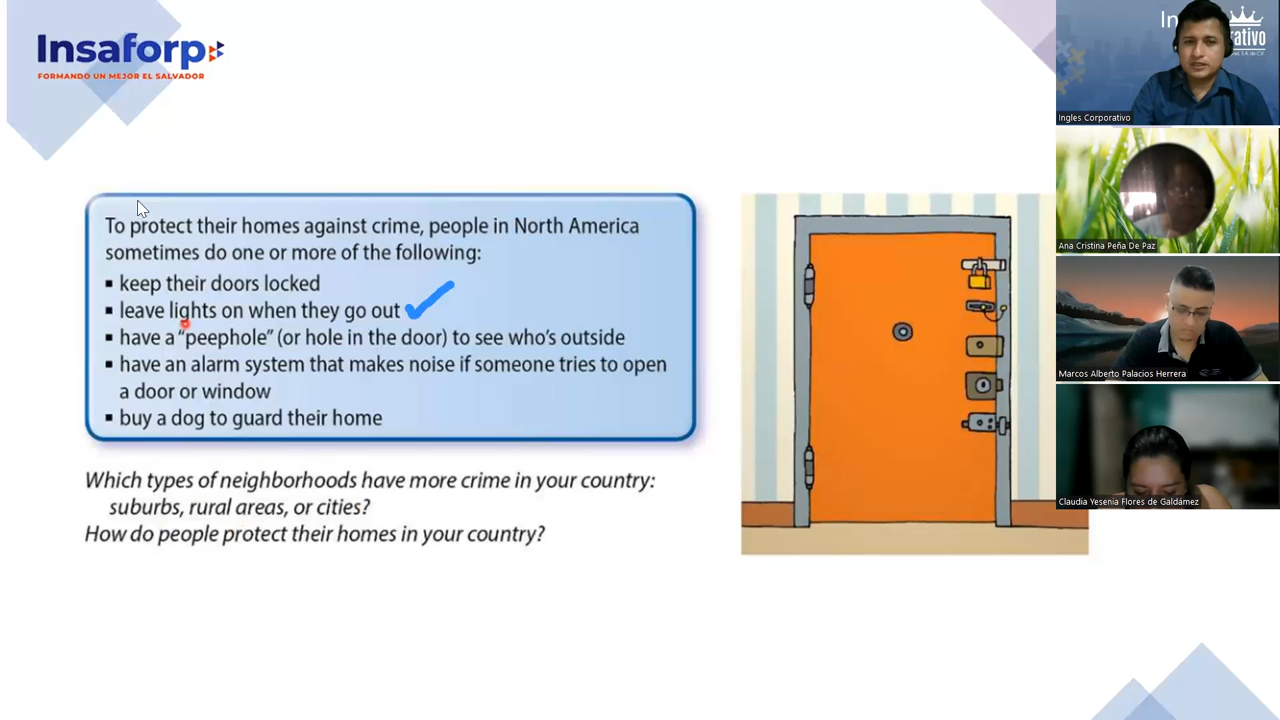 Insaforp
FORMANDO UN MEJOR EL SALVADOR
To protect their homes against crime, people in North America
sometimes do one or more of the following:
▪ keep their doors locked
▪ leave lights on when they go out
▪ have a “peephole” (or hole in the door) to see who’s outside
▪ have an alarm system that makes noise if someone tries to open
a door or window
▪ buy a dog to guard their home
Which types of neighborhoods have more crime in your country:
suburbs, rural areas, or cities?
How do people protect their homes in your country?
Ingles Corporativo
Ana Cristina Peña De Paz
Marcos Alberto Palacios Herrera
Claudia Yesenia Flores de Galdámez